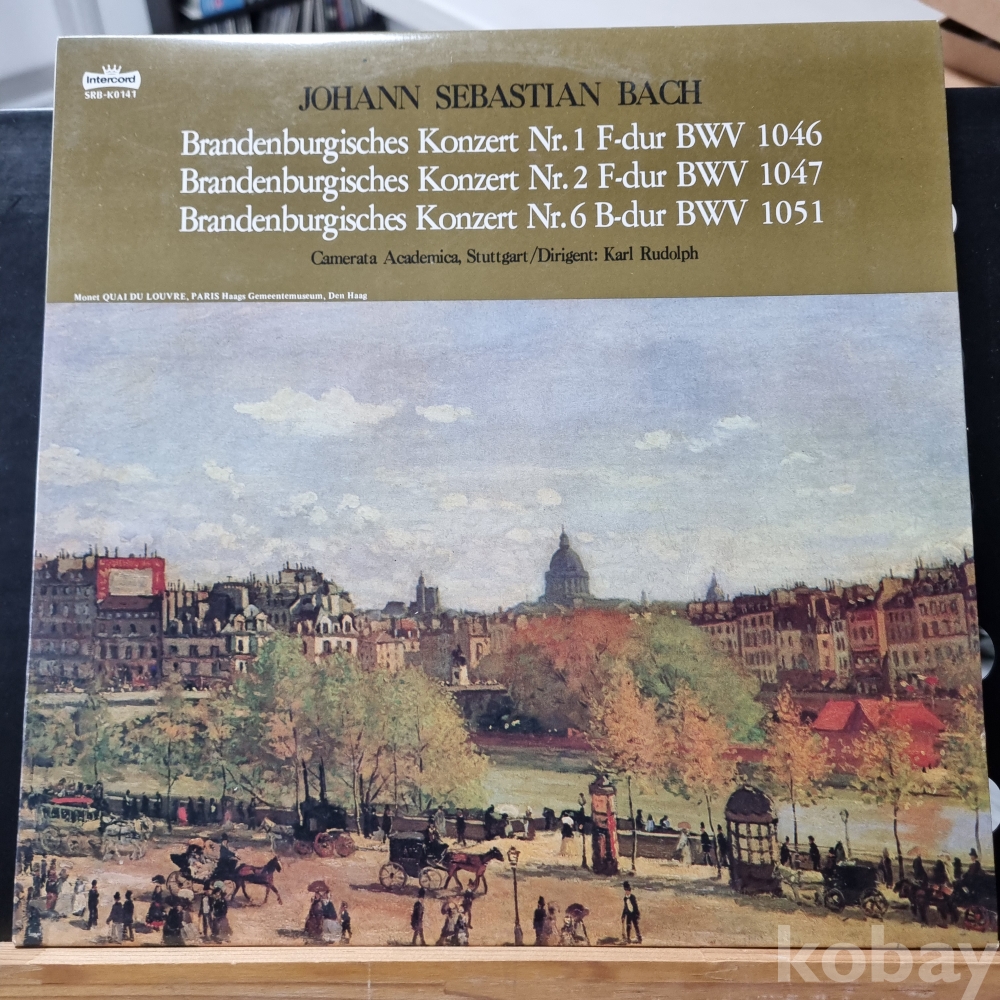 intercord
SRB-K0141
JOHANN SEBASTIAN BACH
Brandenburgisches Konzert Nr. 1 F-dur BWV 1046
Brandenburgisches Konzert Nr. 2 F-dur BWV 1047
Brandenburgisches Konzert Nr. 6 B-dur BWV 1051
Camerata Academica, Stuttgart/Dirigent: Karl Rudolph
Monet QUAI DU LOUVRE, PARIS Haags Gemeentemuseum, Den Haag
kobay